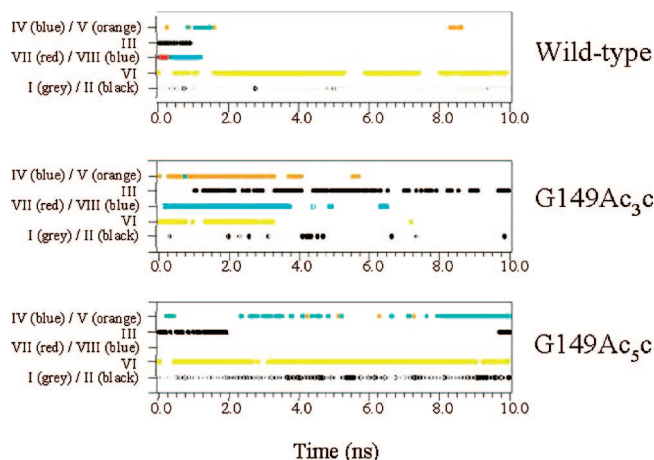 IV (blue) / V (orange)
III
VII (red) / VIII (blue)
VI
I (grey) / II (black)
0.0 2.0 4.0 6.0 8.0 10.0
Wild-type
IV (blue) / V (orange)
III
VII (red) / VIII (blue)
VI
I (grey) / II (black)
0.0 2.0 4.0 6.0 8.0 10.0
G149Ac3c
IV (blue) / V (orange)
III
VII (red) / VIII (blue)
VI
I (grey) / II (black)
0.0 2.0 4.0 6.0 8.0 10.0
G149Ac5c
Time (ns)